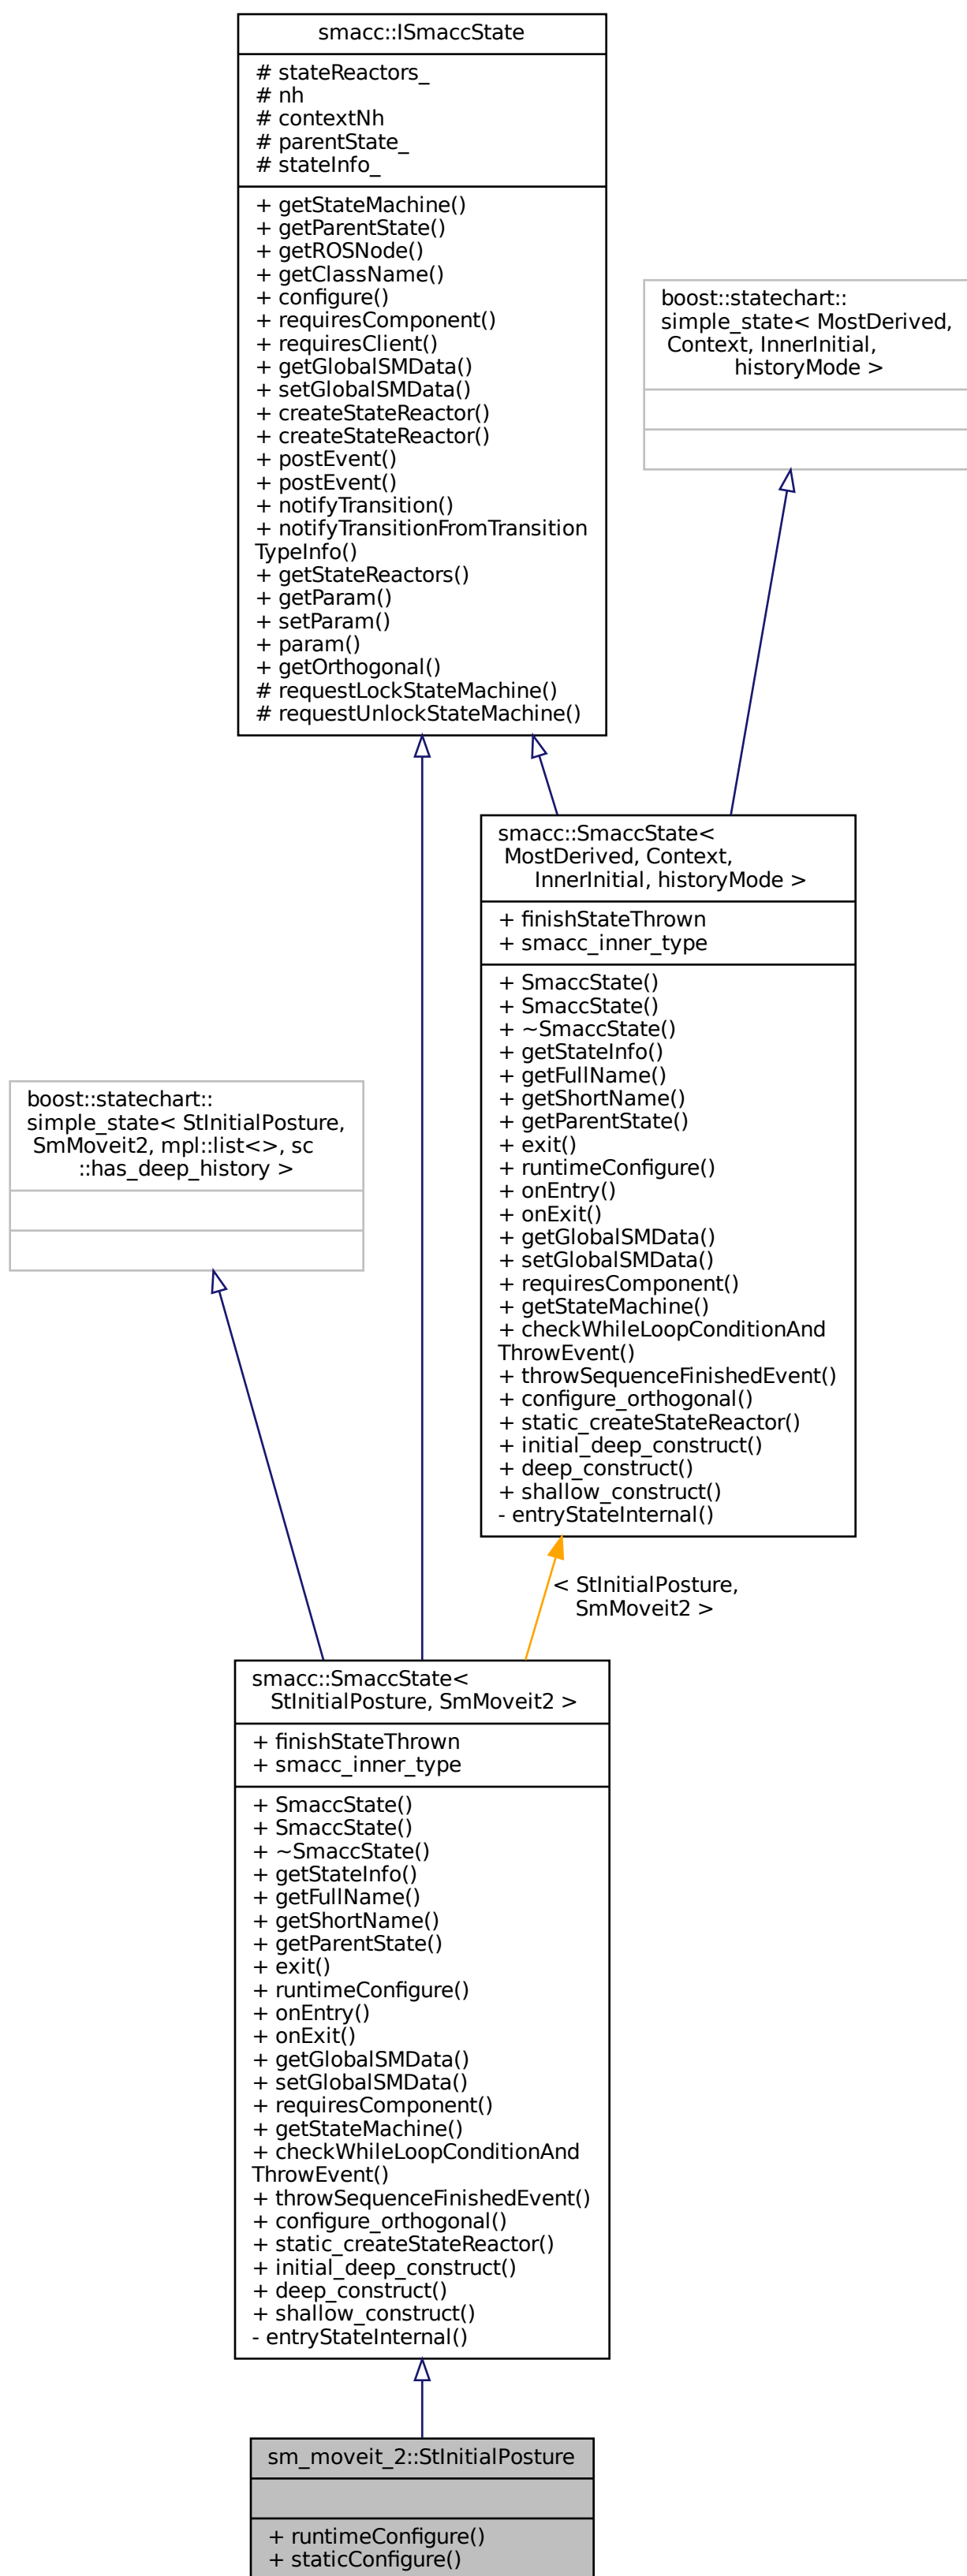 smacc::ISmaccState
# stateReactors_
# nh
# contextNh
# parentState_
# stateInfo_
+ getStateMachine()
+ getParentState()
+ getROSNode()
+ getClassName()
+ configure()
+ requiresComponent()
+ requiresClient()
+ getGlobalSMData()
+ setGlobalSMData()
+ createStateReactor()
+ createStateReactor()
+ postEvent()
+ postEvent()
+ notifyTransition()
+ notifyTransitionFromTransition
TypeInfo()
+ getStateReactors()
+ getParam()
+ setParam()
+ param()
+ getOrthogonal()
# requestLockStateMachine()
# requestUnlockStateMachine()
boost::statechart::
simple_state< MostDerived,
Context, InnerInitial,
historyMode >
smacc::SmaccState<
MostDerived, Context,
InnerInitial, historyMode >
+ finishStateThrown
+ smacc_inner_type
+ SmaccState()
+ SmaccState()
+ ~SmaccState()
+ getStateInfo()
+ getFullName()
+ getShortName()
+ getParentState()
+ exit()
+ runtimeConfigure()
+ onEntry()
+ onExit()
+ getGlobalSMData()
+ setGlobalSMData()
+ requiresComponent()
+ getStateMachine()
+ checkWhileLoopConditionAnd
ThrowEvent()
+ throwSequenceFinishedEvent()
+ configure_orthogonal()
+ static_createStateReactor()
+ initial_deep_construct()
+ deep_construct()
+ shallow_construct()
- entryStateInternal()
boost::statechart::
simple_state< StInitialPosture,
SmMoveit2, mpl::list<>, sc
::has_deep_history >
< StInitialPosture,
SmMoveit2 >
smacc::SmaccState<
StInitialPosture, SmMoveit2 >
+ finishStateThrown
+ smacc_inner_type
+ SmaccState()
+ SmaccState()
+ ~SmaccState()
+ getStateInfo()
+ getFullName()
+ getShortName()
+ getParentState()
+ exit()
+ runtimeConfigure()
+ onEntry()
+ onExit()
+ getGlobalSMData()
+ setGlobalSMData()
+ requiresComponent()
+ getStateMachine()
+ checkWhileLoopConditionAnd
ThrowEvent()
+ throwSequenceFinishedEvent()
+ configure_orthogonal()
+ static_createStateReactor()
+ initial_deep_construct()
+ deep_construct()
+ shallow_construct()
- entryStateInternal()
sm_moveit_2::StInitialPosture
+ runtimeConfigure()
+ staticConfigure()